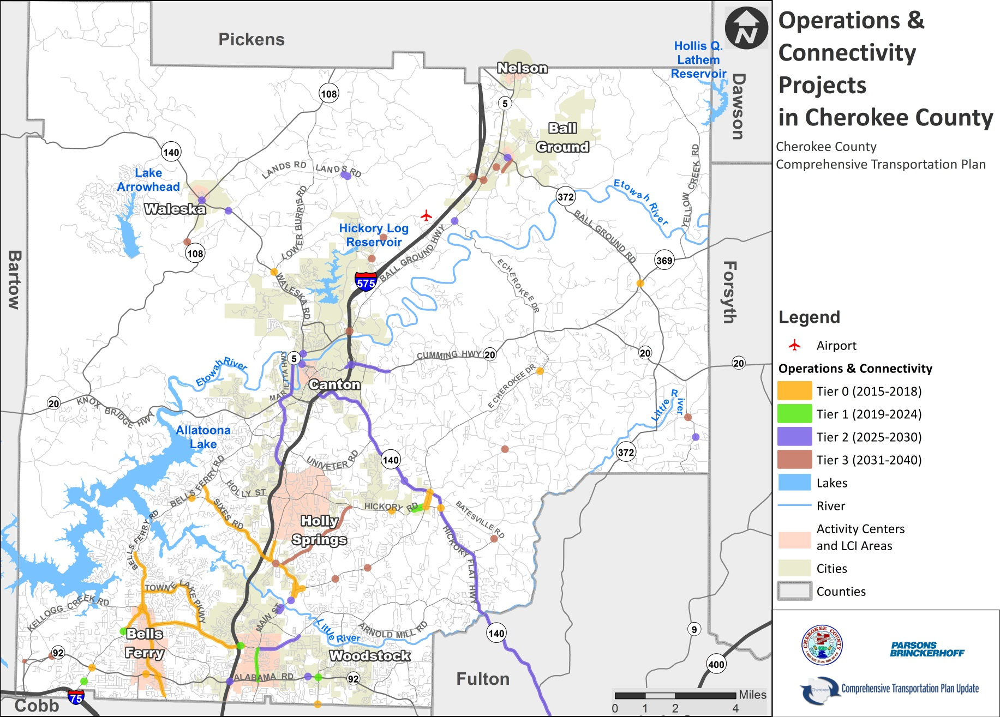 Operations &
Connectivity
Projects
in Cherokee County
Cherokee County
Comprehensive Transportation Plan
Pickens
Nelson
Hollis Q.
Lathem
Reservoir
Dawson
N
108
5
Ball
Ground
140
LANDS RD
LANDS RD
Lake
Arrowhead
Waleska
LOWER BURRIS RD
372
Etowah River
YELLOW CREEK RD
BALL GROUND RD
Hickory Log
Reservoir
BALL GROUND HWY
108
369
Bartow
Forsyth
575
WALESKA RD
E CHEROKEE DR
5
MARIETTA HWY
Etowah River
CUMMING HWY
20
20
20
Canton
E CHEROKEE DR
20
KNOX BRIDGE HWY
Little River
Allatoona
Lake
372
140
UNIVETER RD
BELLS FERRY RD
HOLLY ST
SIXES RD
HICKORY RD
BATESVILLE RD
Holly
Springs
BELLS FERRY RD
HICKORY FLAT HWY
TOWNE LAKE PKWY
KELLOGG CREEK RD
MAIN ST
Little River
ARNOLD MILL RD
140
9
Bells
Ferry
92
Woodstock
ALABAMA RD
92
Fulton
400
75
Cobb
Miles
0 1 2 4
Legend
Airport
Operations & Connectivity
Tier 0 (2015-2018)
Tier 1 (2019-2024)
Tier 2 (2025-2030)
Tier 3 (2031-2040)
Lakes
River
Activity Centers
and LCI Areas
Cities
Counties
CHEROKEE COUNTY
PARSONS
BRINCKERHOFF
Cherokee
Comprehensive Transportation Plan Update